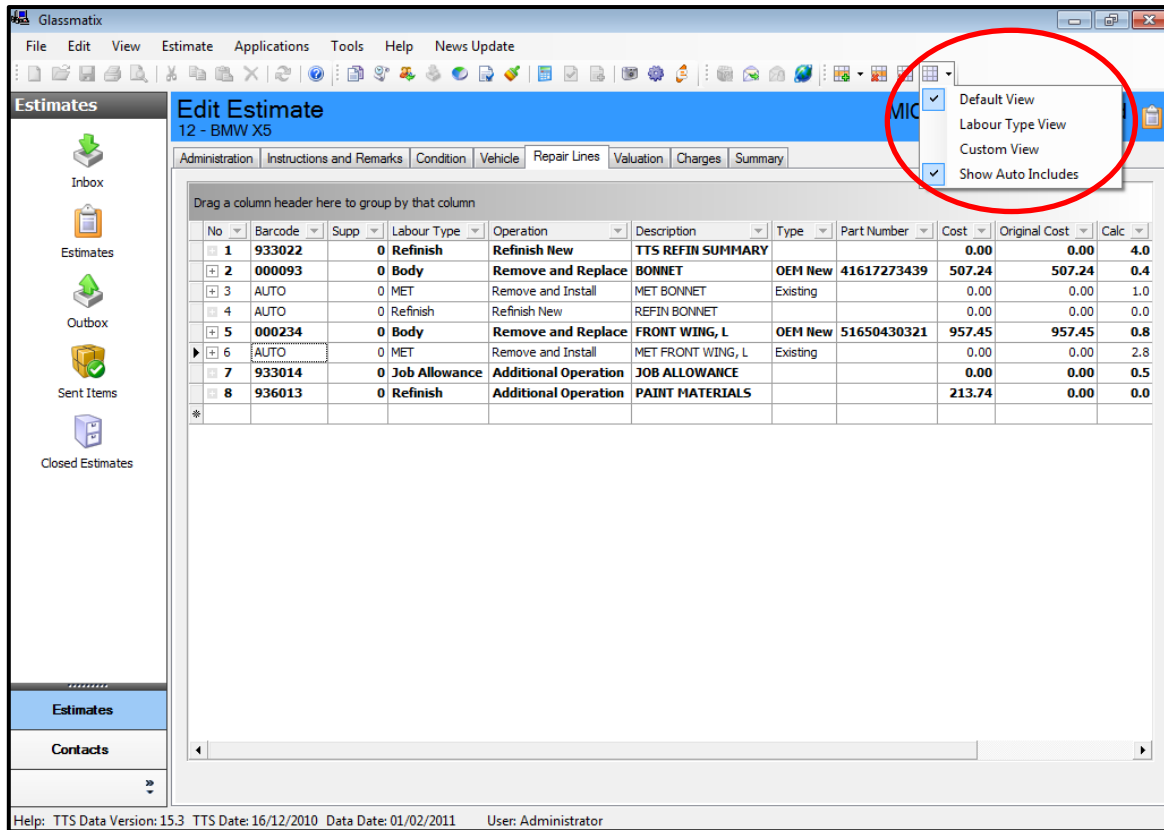 Glassmatix
File Edit View Estimate Applications Tools Help News Update
Estimates
Inbox
Estimates
Outbox
Sent Items
Closed Estimates
Estimates
Contacts
Edit Estimate
12 - BMW X5
MIC
Default View
Labour Type View
Custom View
Show Auto Includes
Administration Instructions and Remarks Condition Vehicle Repair Lines Valuation Charges Summary
Drag a column header here to group by that column
No Barcode Supp Labour Type Operation Description Type Part Number Cost Original Cost Calc
1 933022 0 Refinish Refinish New TTS REFIN SUMMARY 0.00 0.00 4.0
2 000093 0 Body Remove and Replace BONNET OEM New 41617273439 507.24 507.24 0.4
3 AUTO 0 MET Remove and Install MET BONNET Existing 0.00 0.00 1.0
4 AUTO 0 Refinish Refinish New REFIN BONNET 0.00 0.00 0.0
5 000234 0 Body Remove and Replace FRONT WING, L OEM New 51650430321 957.45 957.45 0.8
6 AUTO 0 MET Remove and Install MET FRONT WING, L Existing 0.00 0.00 2.8
7 933014 0 Job Allowance Additional Operation JOB ALLOWANCE 0.00 0.00 0.5
8 936013 0 Refinish Additional Operation PAINT MATERIALS 213.74 0.00 0.0
Help: TTS Data Version: 15.3 TTS Date: 16/12/2010 Data Date: 01/02/2011 User: Administrator